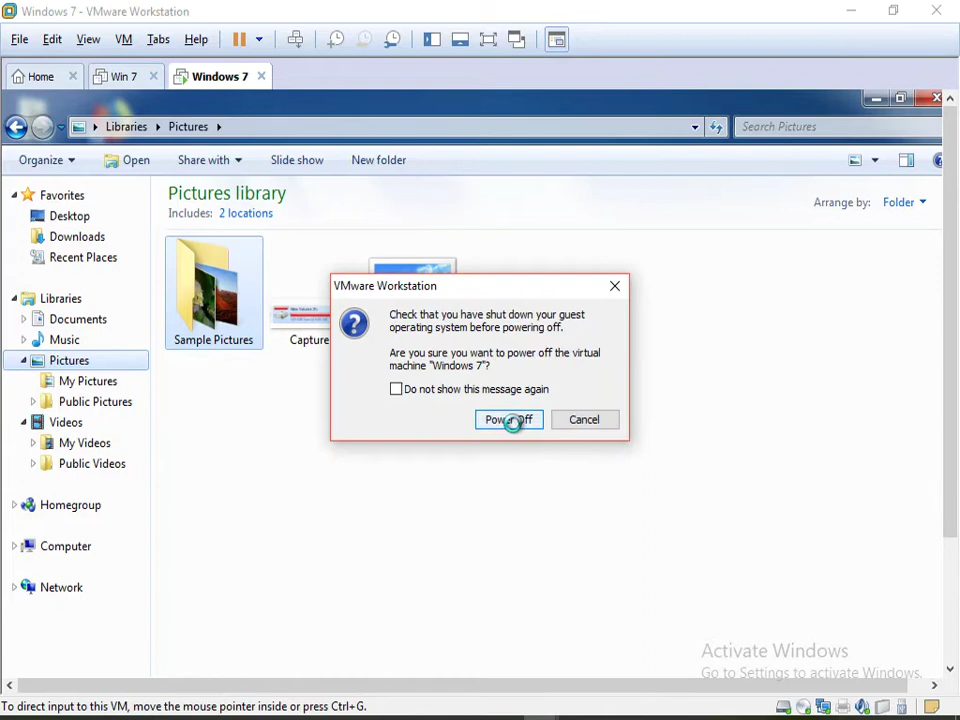 Windows 7 - VMware Workstation
File Edit View VM Tabs Help
Home Win 7 Windows 7
Libraries Pictures Search Pictures
Organize Open Share with Slide show New folder
Pictures library
Includes: 2 locations
Arrange by: Folder
Favorites
Desktop
Downloads
Recent Places
Libraries
Documents
Music
Pictures
My Pictures
Public Pictures
Videos
My Videos
Public Videos
Homegroup
Computer
Network
Sample Pictures
Capture
VMware Workstation
Check that you have shut down your guest
operating system before powering off.
Are you sure you want to power off the virtual
machine "Windows 7"?
Do not show this message again
Power Off Cancel
Activate Windows
Go to Settings to activate Windows.
To direct input to this VM, move the mouse pointer inside or press Ctrl+G.